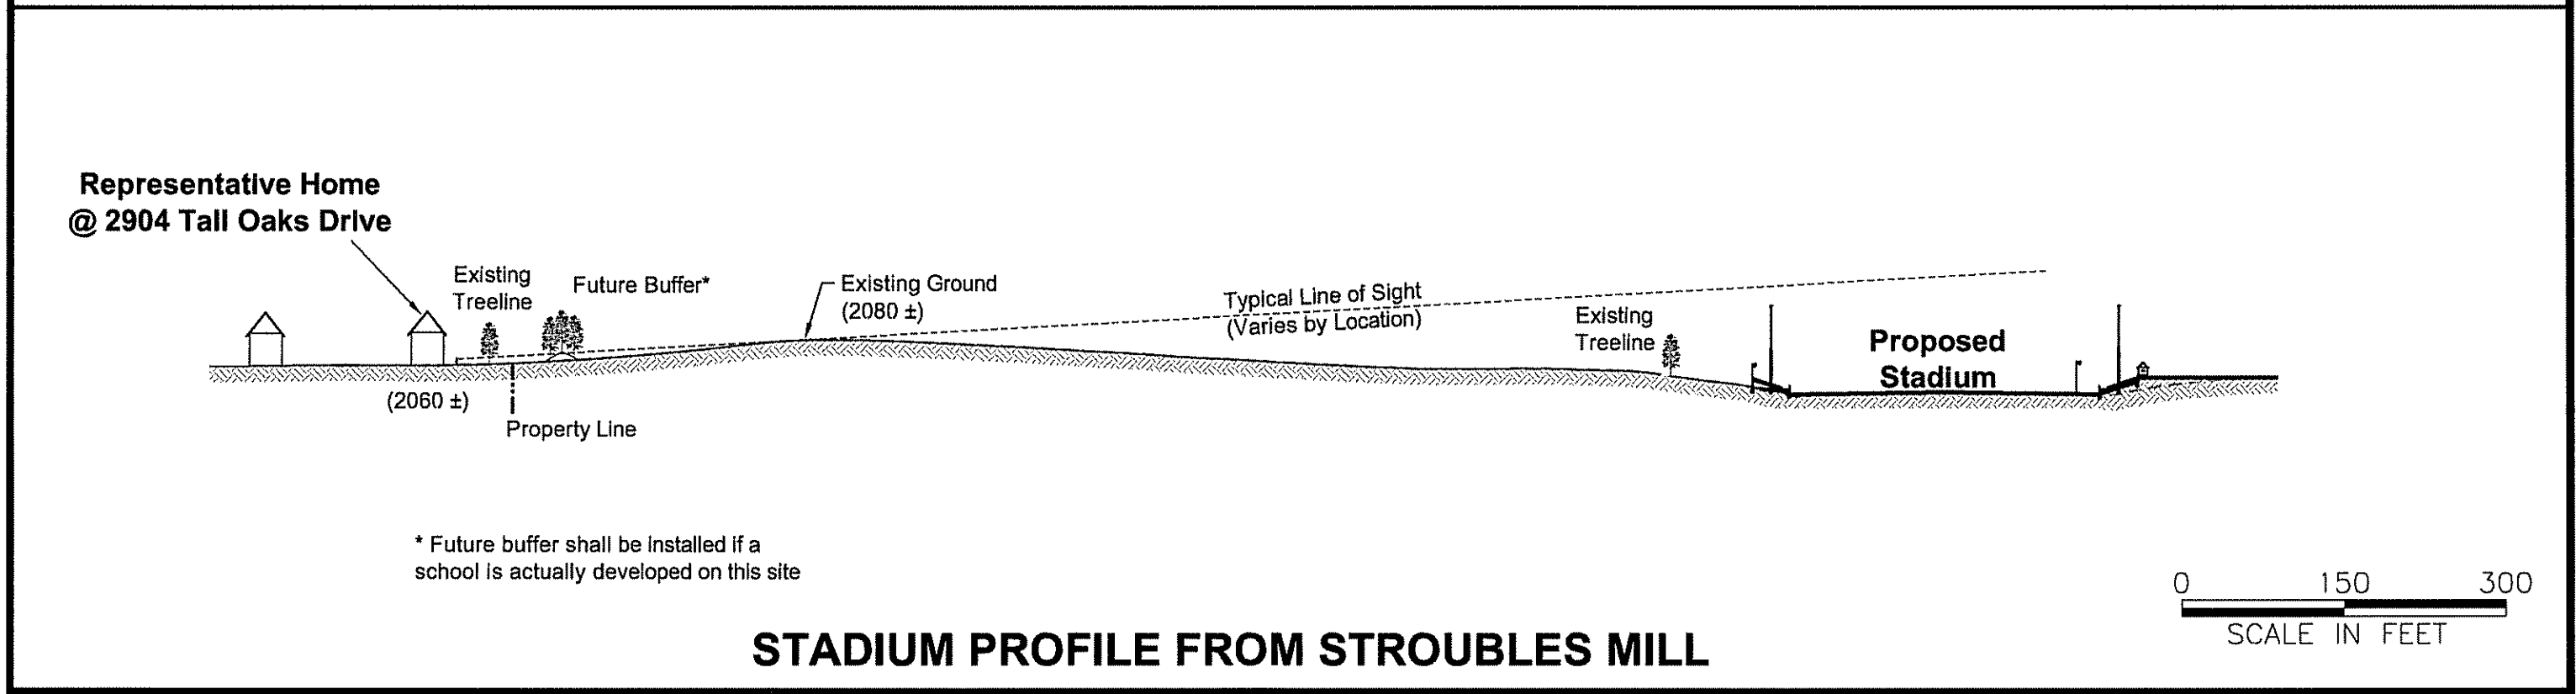 Representative Home
@ 2904 Tall Oaks Drive
Existing
Treeline
Future Buffer*
Existing Ground
(2080 ±)
Typical Line of Sight
(Varies by Location)
Existing
Treeline
Proposed
Stadium
(2060 ±)
Property Line
* Future buffer shall be installed if a
school is actually developed on this site
0 150 300
SCALE IN FEET
STADIUM PROFILE FROM STROUBLES MILL